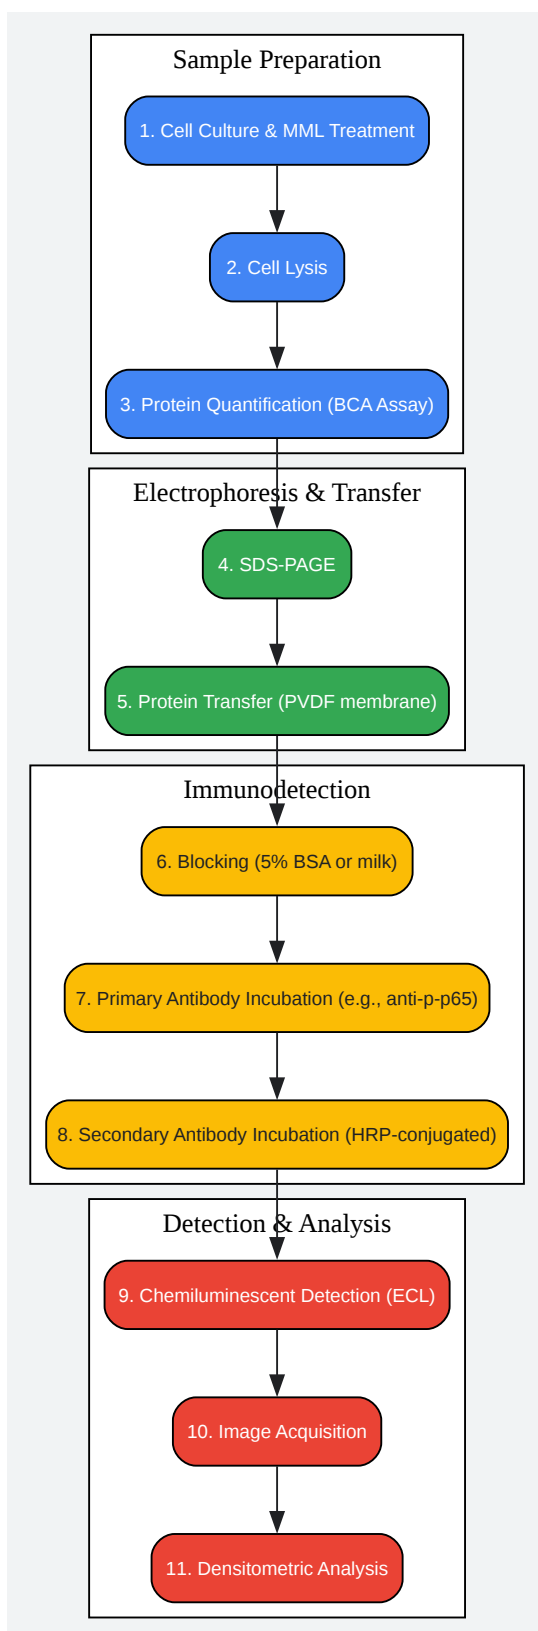 Sample Preparation
1. Cell Culture & MML Treatment
2. Cell Lysis
3. Protein Quantification (BCA Assay)
Electrophoresis & Transfer
4. SDS-PAGE
5. Protein Transfer (PVDF membrane)
Immunodetection
6. Blocking (5% BSA or milk)
7. Primary Antibody Incubation (e.g., anti-p-p65)
8. Secondary Antibody Incubation (HRP-conjugated)
Detection & Analysis
9. Chemiluminescent Detection (ECL)
10. Image Acquisition
11. Densitometric Analysis